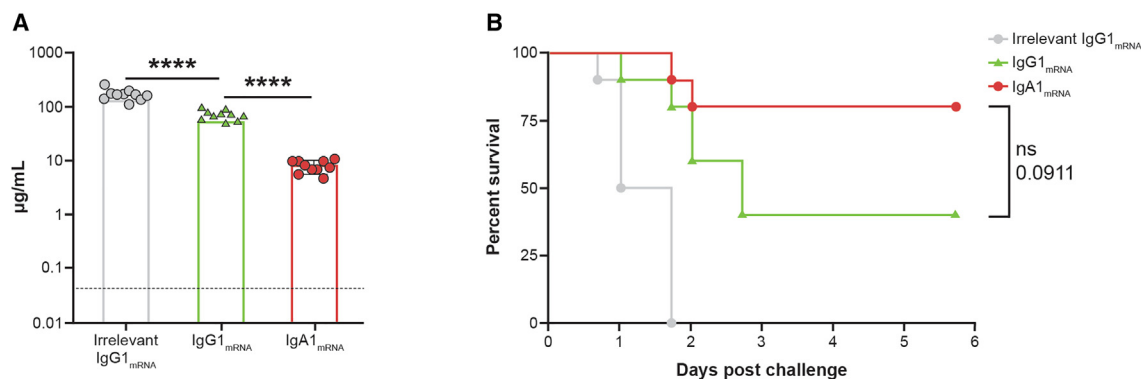 A
1000
100
10
1
0.1
0.01
µg/mL
****
****
Irrelevant
IgG1mRNA
IgG1mRNA
IgA1mRNA
B
100
75
50
25
0
Percent survival
0
1
2
3
4
5
6
Days post challenge
Irrelevant IgG1mRNA
IgG1mRNA
IgA1mRNA
ns
0.0911